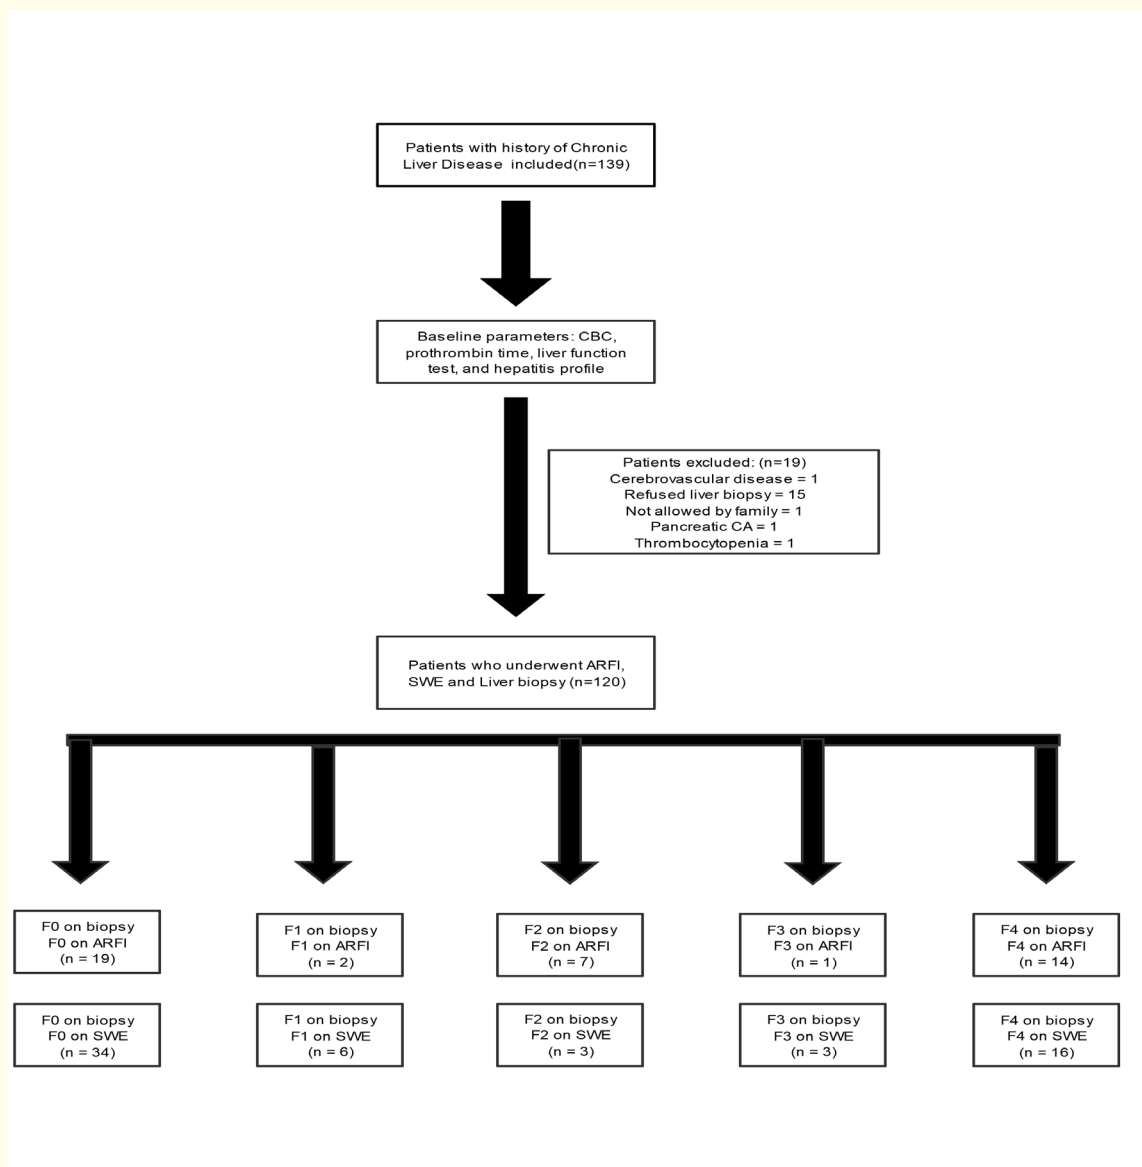 Patients with history of Chronic
Liver Disease  included(n=139)
Baseline parameters: CBC,
prothrombin time, liver function
test, and hepatitis profile
Patients excluded: (n=19)
Cerebrovascular disease = 1
Refused liver biopsy = 15
Not allowed by family = 1
Pancreatic CA = 1
Thrombocytopenia = 1
Patients who underwent ARFI,
SWE and Liver biopsy (n=120)
F0 on biopsy
F0 on ARFI
(n = 19)
F1 on biopsy
F1 on ARFI
(n = 2)
F2 on biopsy
F2 on ARFI
(n = 7)
F3 on biopsy
F3 on ARFI
(n = 1)
F4 on biopsy
F4 on ARFI
(n = 14)
F0 on biopsy
F0 on SWE
(n = 34)
F1 on biopsy
F1 on SWE
(n = 6)
F2 on biopsy
F2 on SWE
(n = 3)
F3 on biopsy
F3 on SWE
(n = 3)
F4 on biopsy
F4 on SWE
(n = 16)